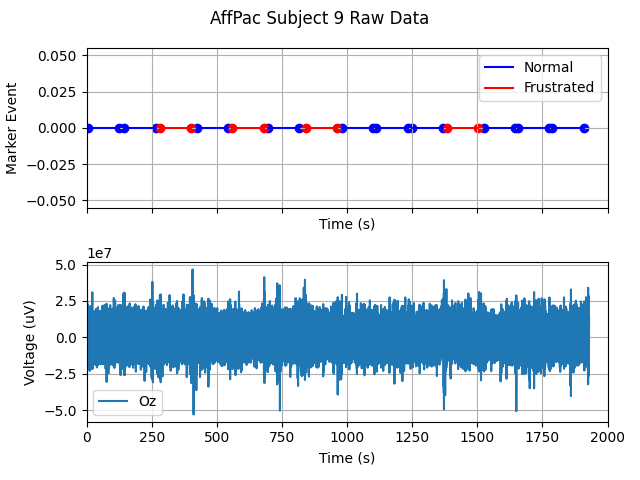 AffPac Subject 9 Raw Data
0.050
0.025
0.000
−0.025
−0.050
Marker Event
Normal
Frustrated
Time (s)
1e7
5.0
2.5
0.0
−2.5
−5.0
Voltage (uV)
Oz
0 250 500 750 1000 1250 1500 1750 2000
Time (s)